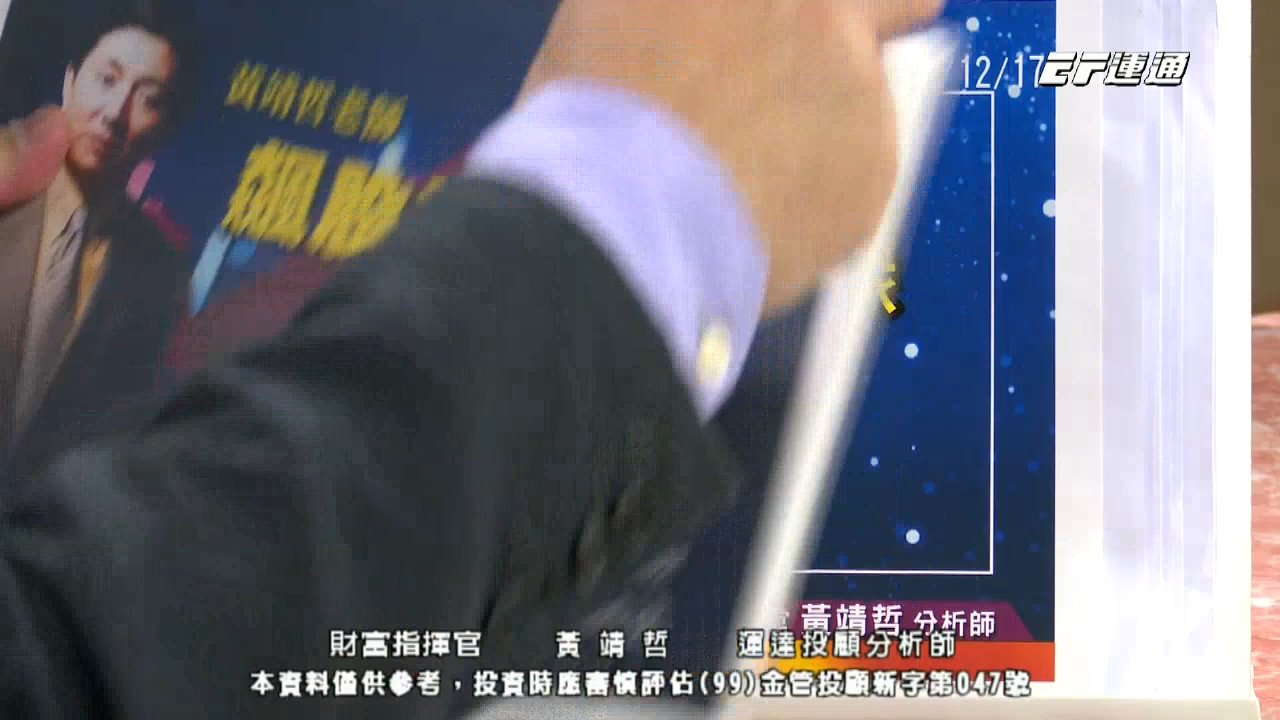 12/17
運通
黃靖哲老師
飆股
黃靖哲 分析師
財富指揮官 黃靖哲 運達投顧分析師
本資料僅供參考，投資時應審慎評估(99)金管投顧新字第047號